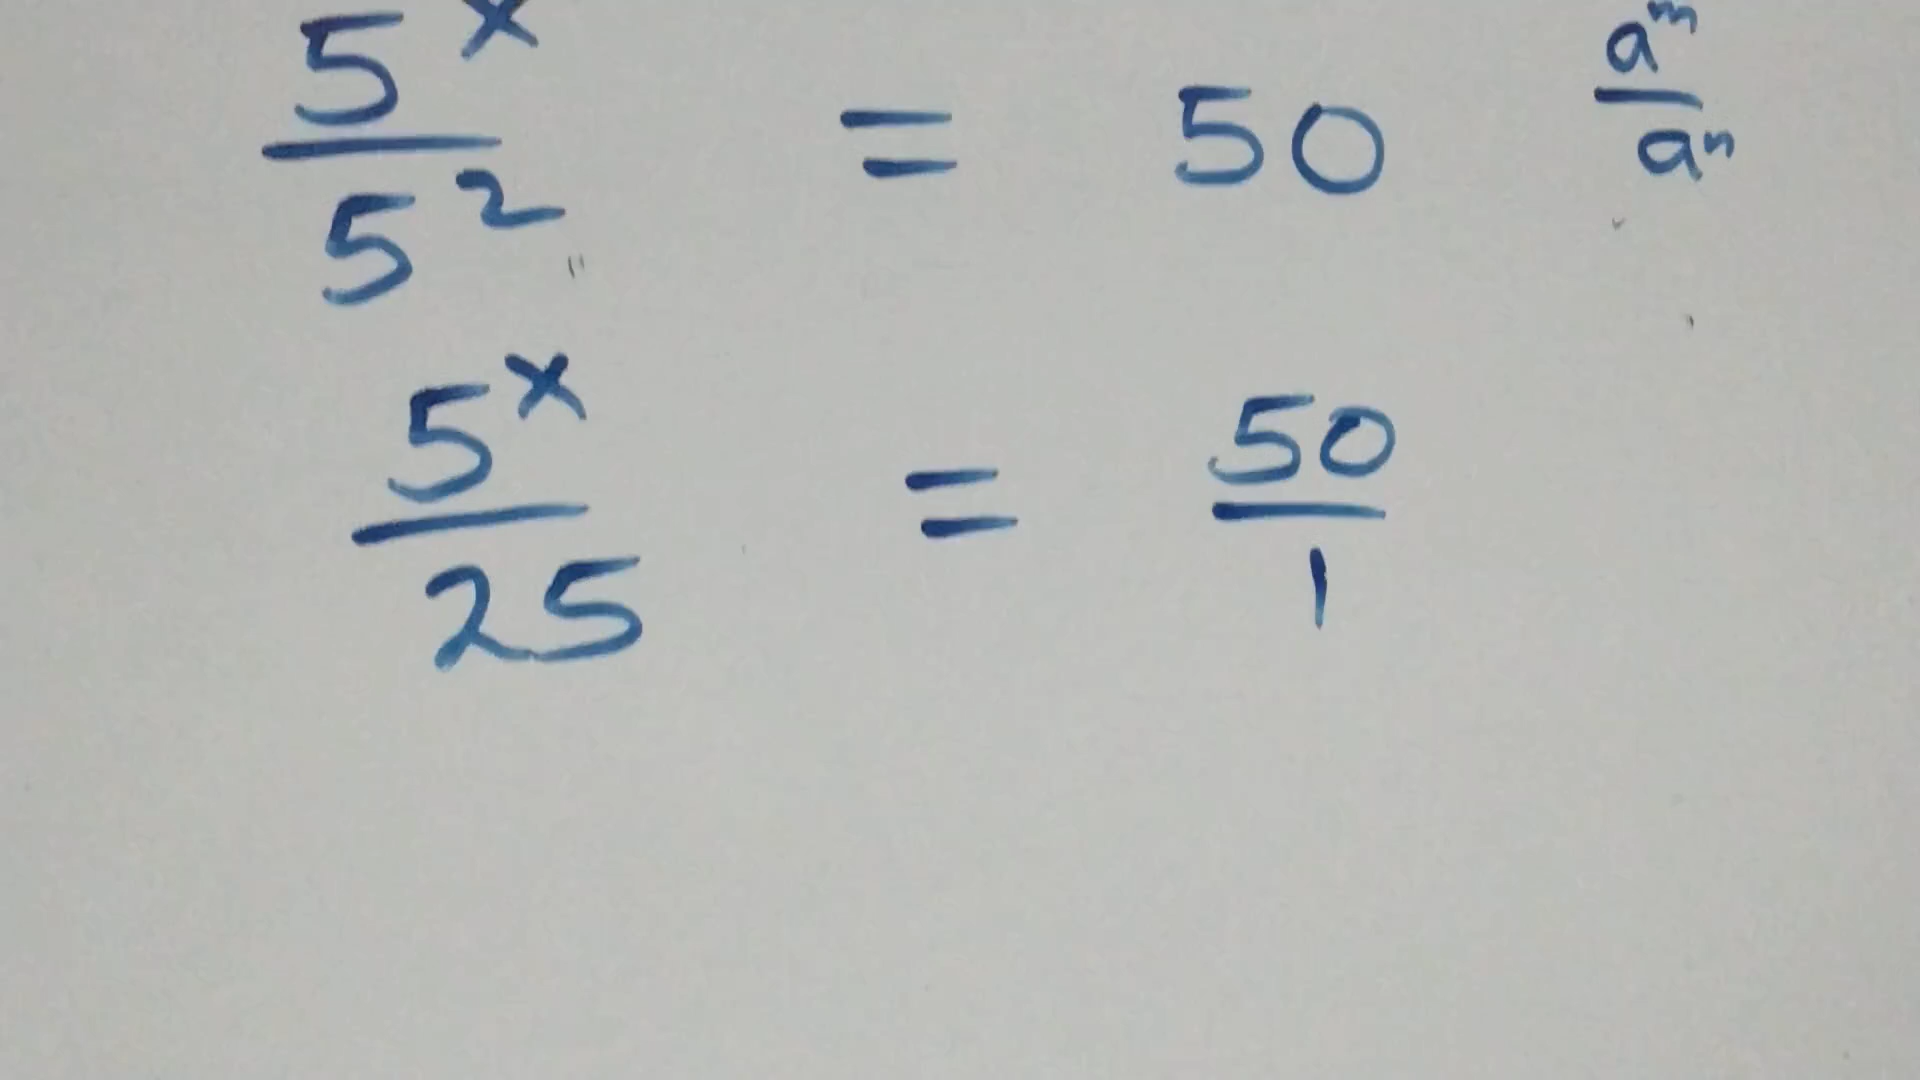 5^x / 5^2 = 50 a^m / a^n
5^x / 25 = 50 / 1